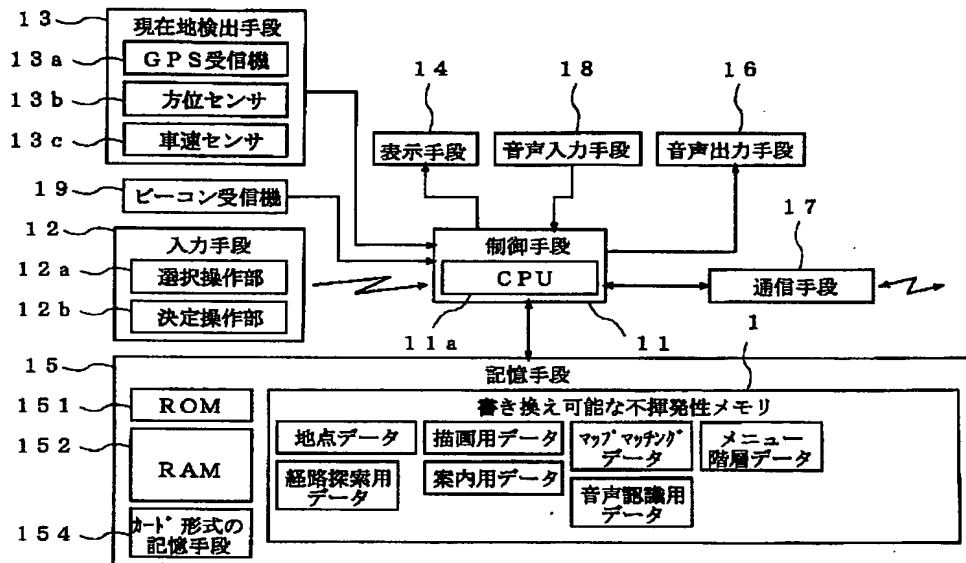 13
現在地検出手段
13a
GPS受信機
13b
方位センサ
13c
車速センサ
14
18
16
表示手段
音声入力手段
音声出力手段
19
ビーコン受信機
12
入力手段
12a
選択操作部
12b
決定操作部
制御手段
CPU
11a
11
17
通信手段
1
15
記憶手段
151
ROM
152
RAM
154
カード形式の
記憶手段
書き換え可能な不揮発性メモリ
地点データ
描画用データ
マップマッチング
データ
メニュー
階層データ
経路探索用
データ
案内用データ
音声認識用
データ